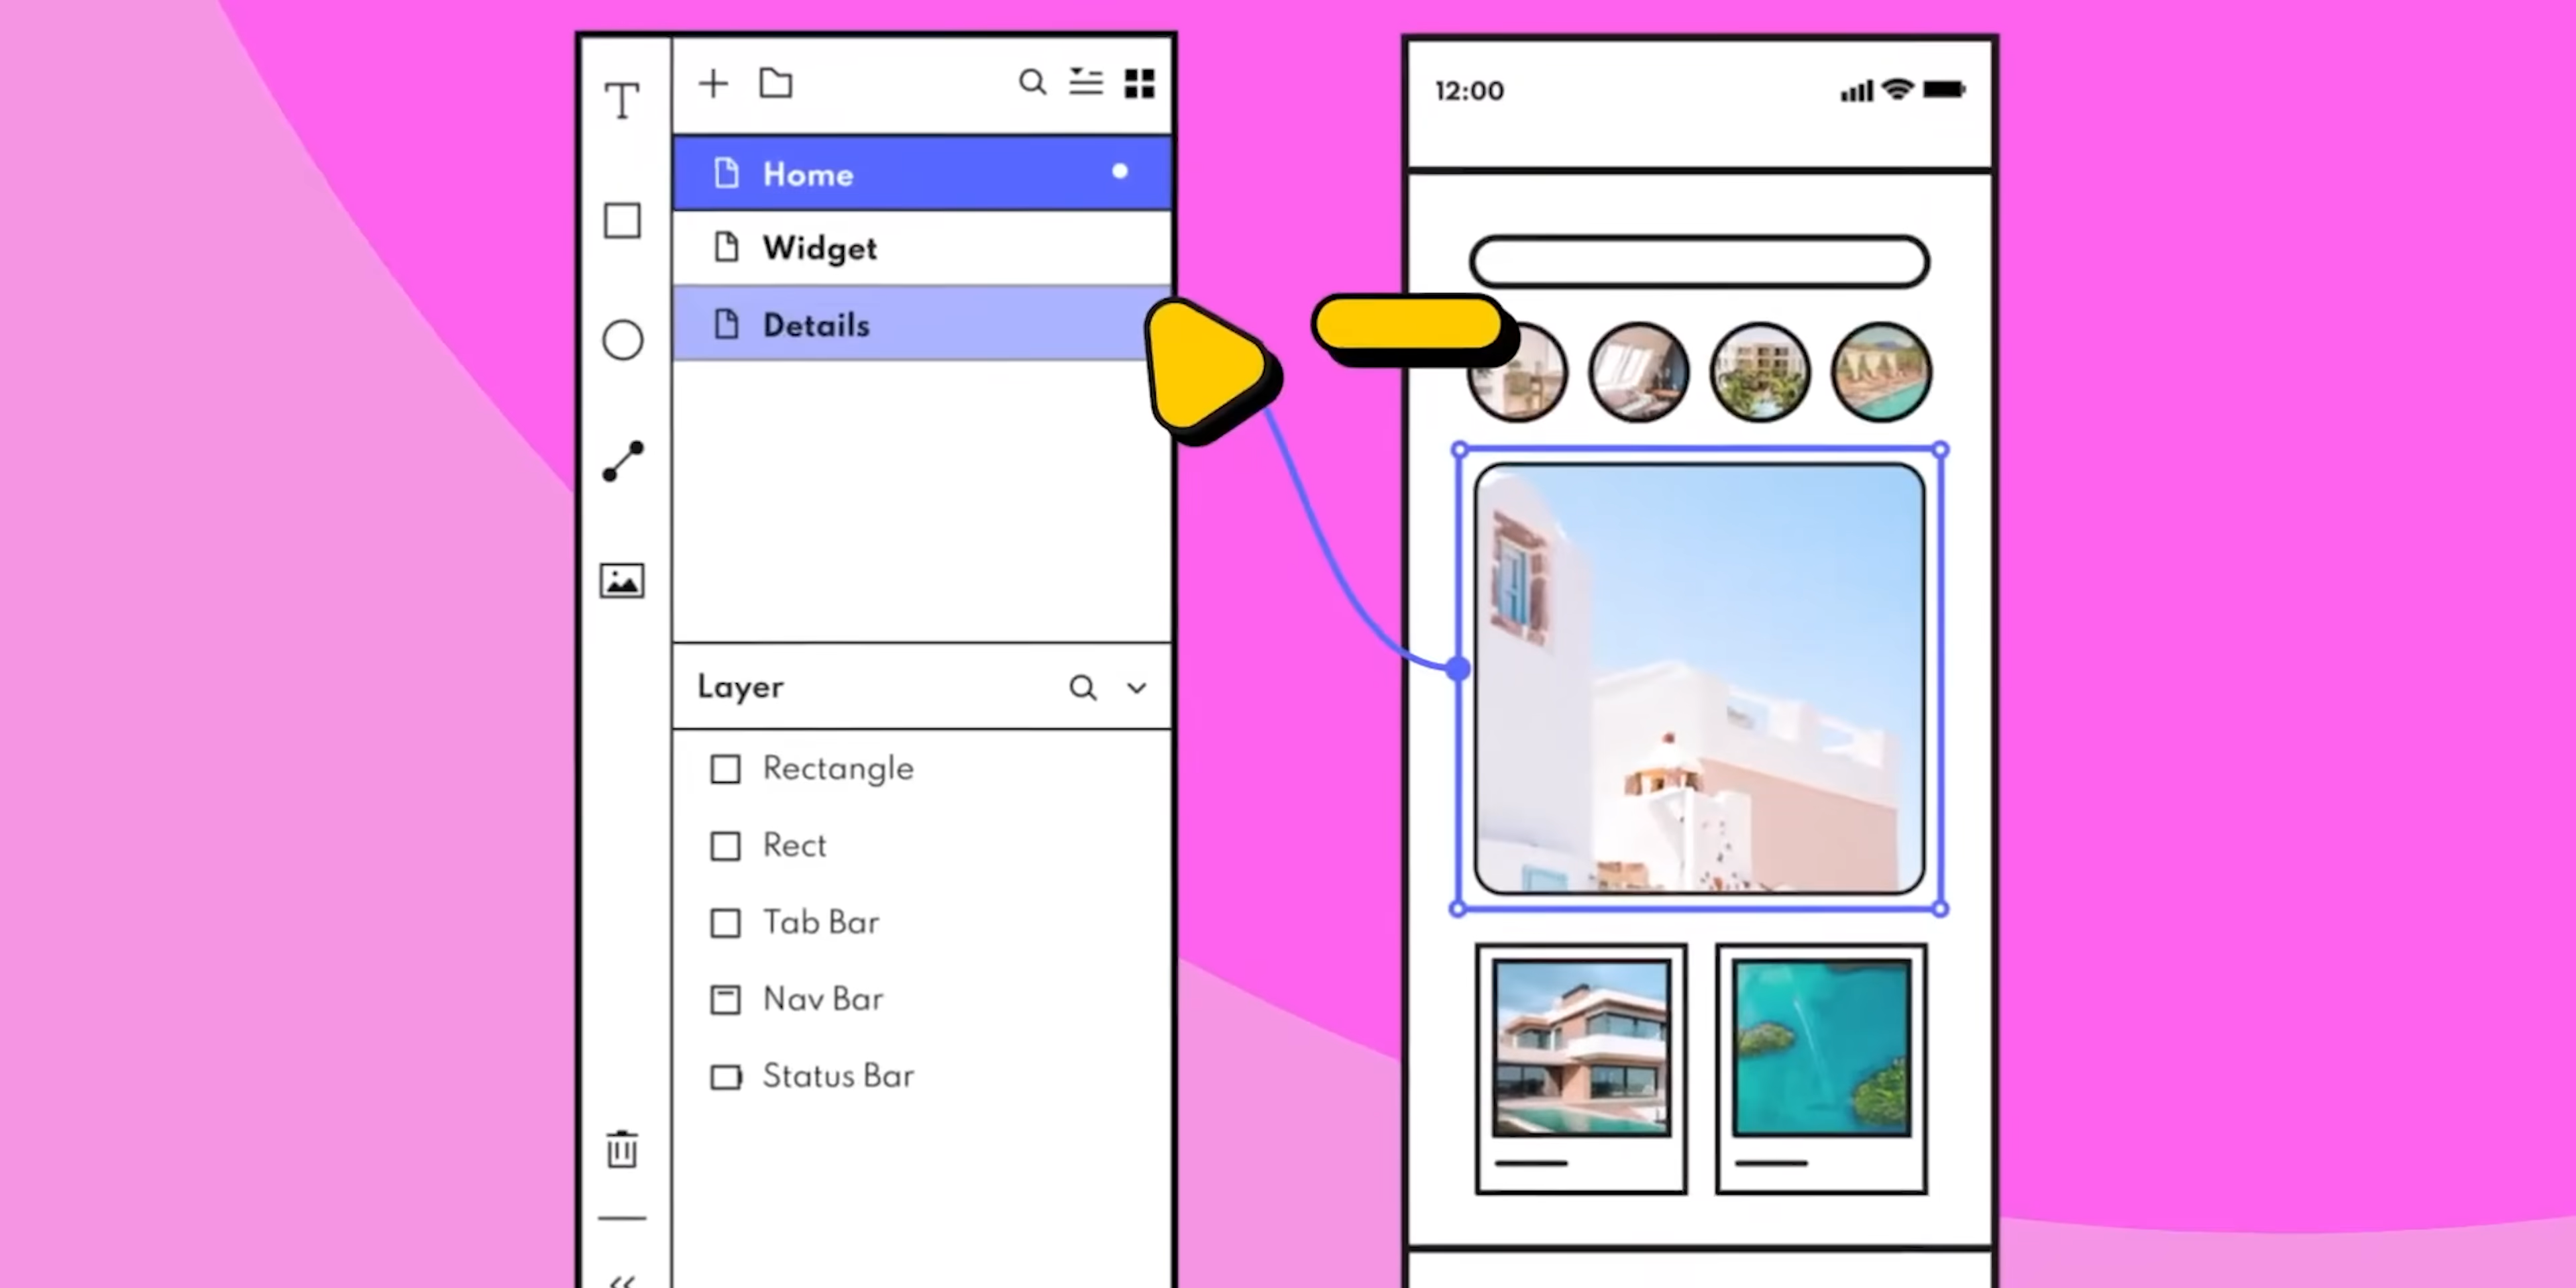 Home
Widget
Details
Layer
Rectangle
Rect
Tab Bar
Nav Bar
Status Bar
12:00